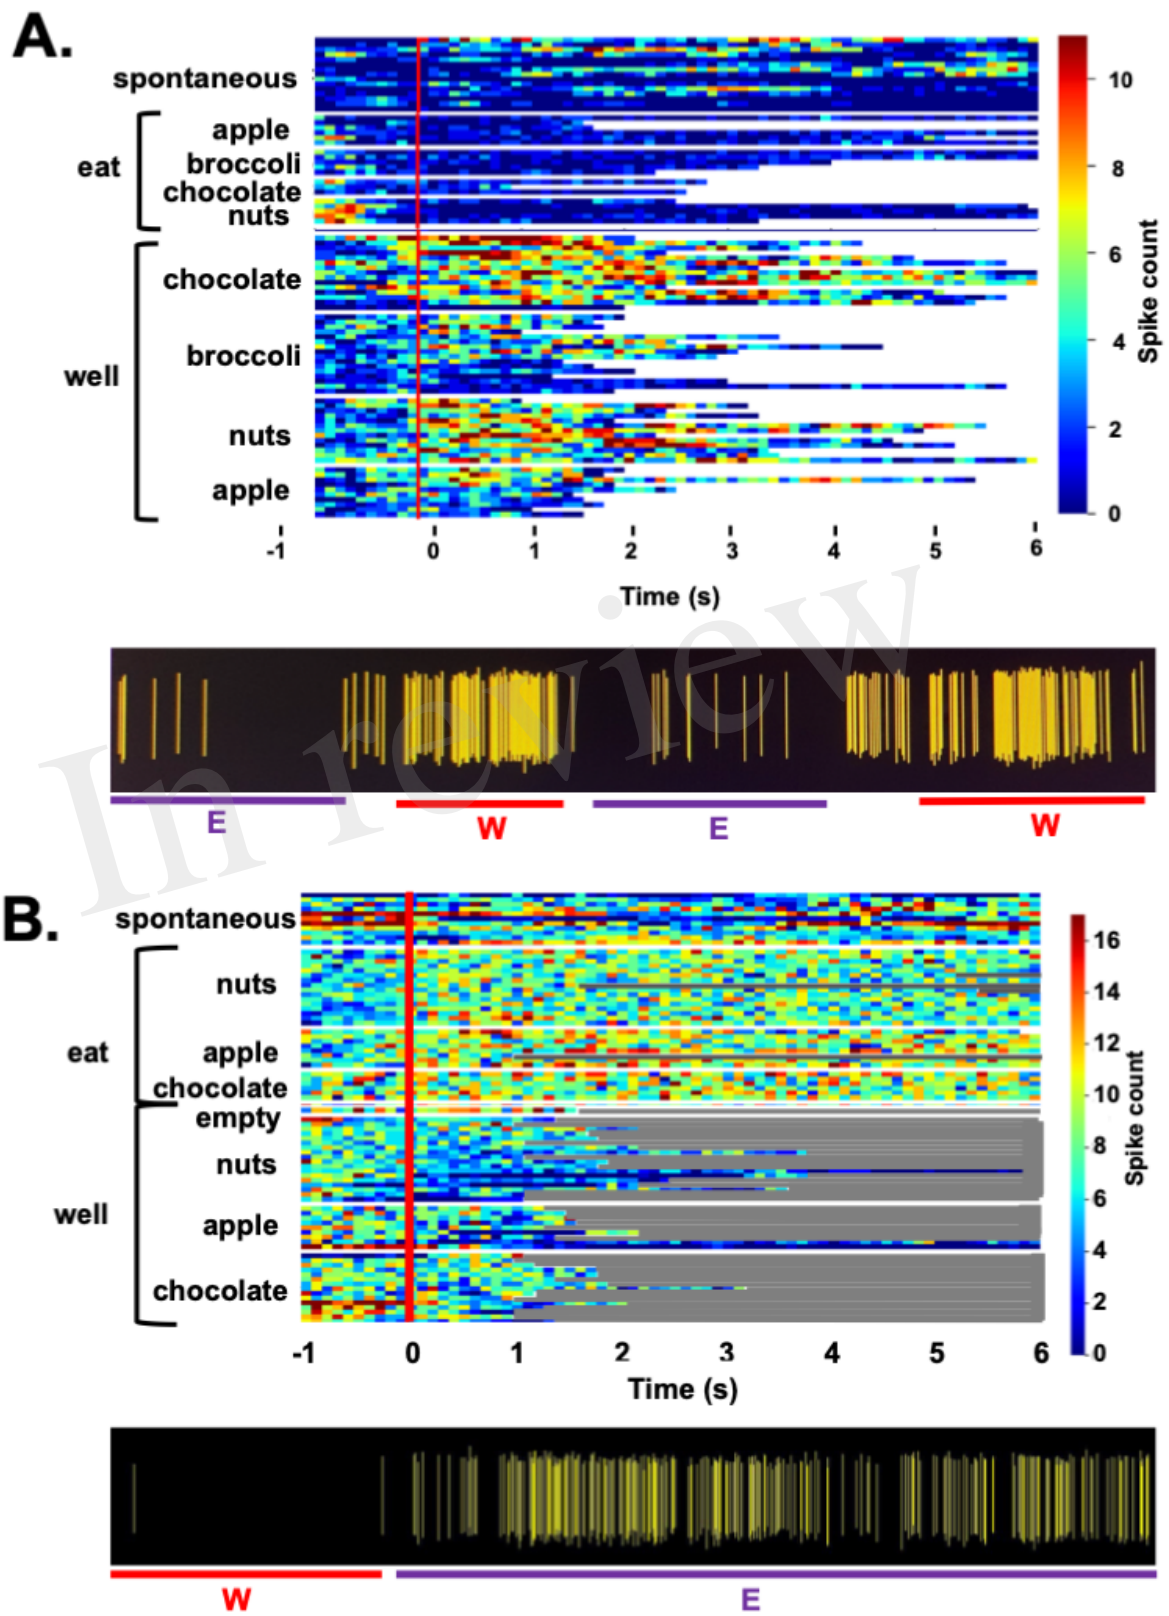 A.
spontaneous
eat
apple
broccoli
chocolate
nuts
well
chocolate
broccoli
nuts
apple
-1 0 1 2 3 4 5 6
Time (s)
10
8
6
4
2
0
Spike count
In review
E W E W
B.
spontaneous
eat
nuts
apple
chocolate
well
empty
nuts
apple
chocolate
-1 0 1 2 3 4 5 6
Time (s)
16
14
12
10
8
6
4
2
0
Spike count
W E